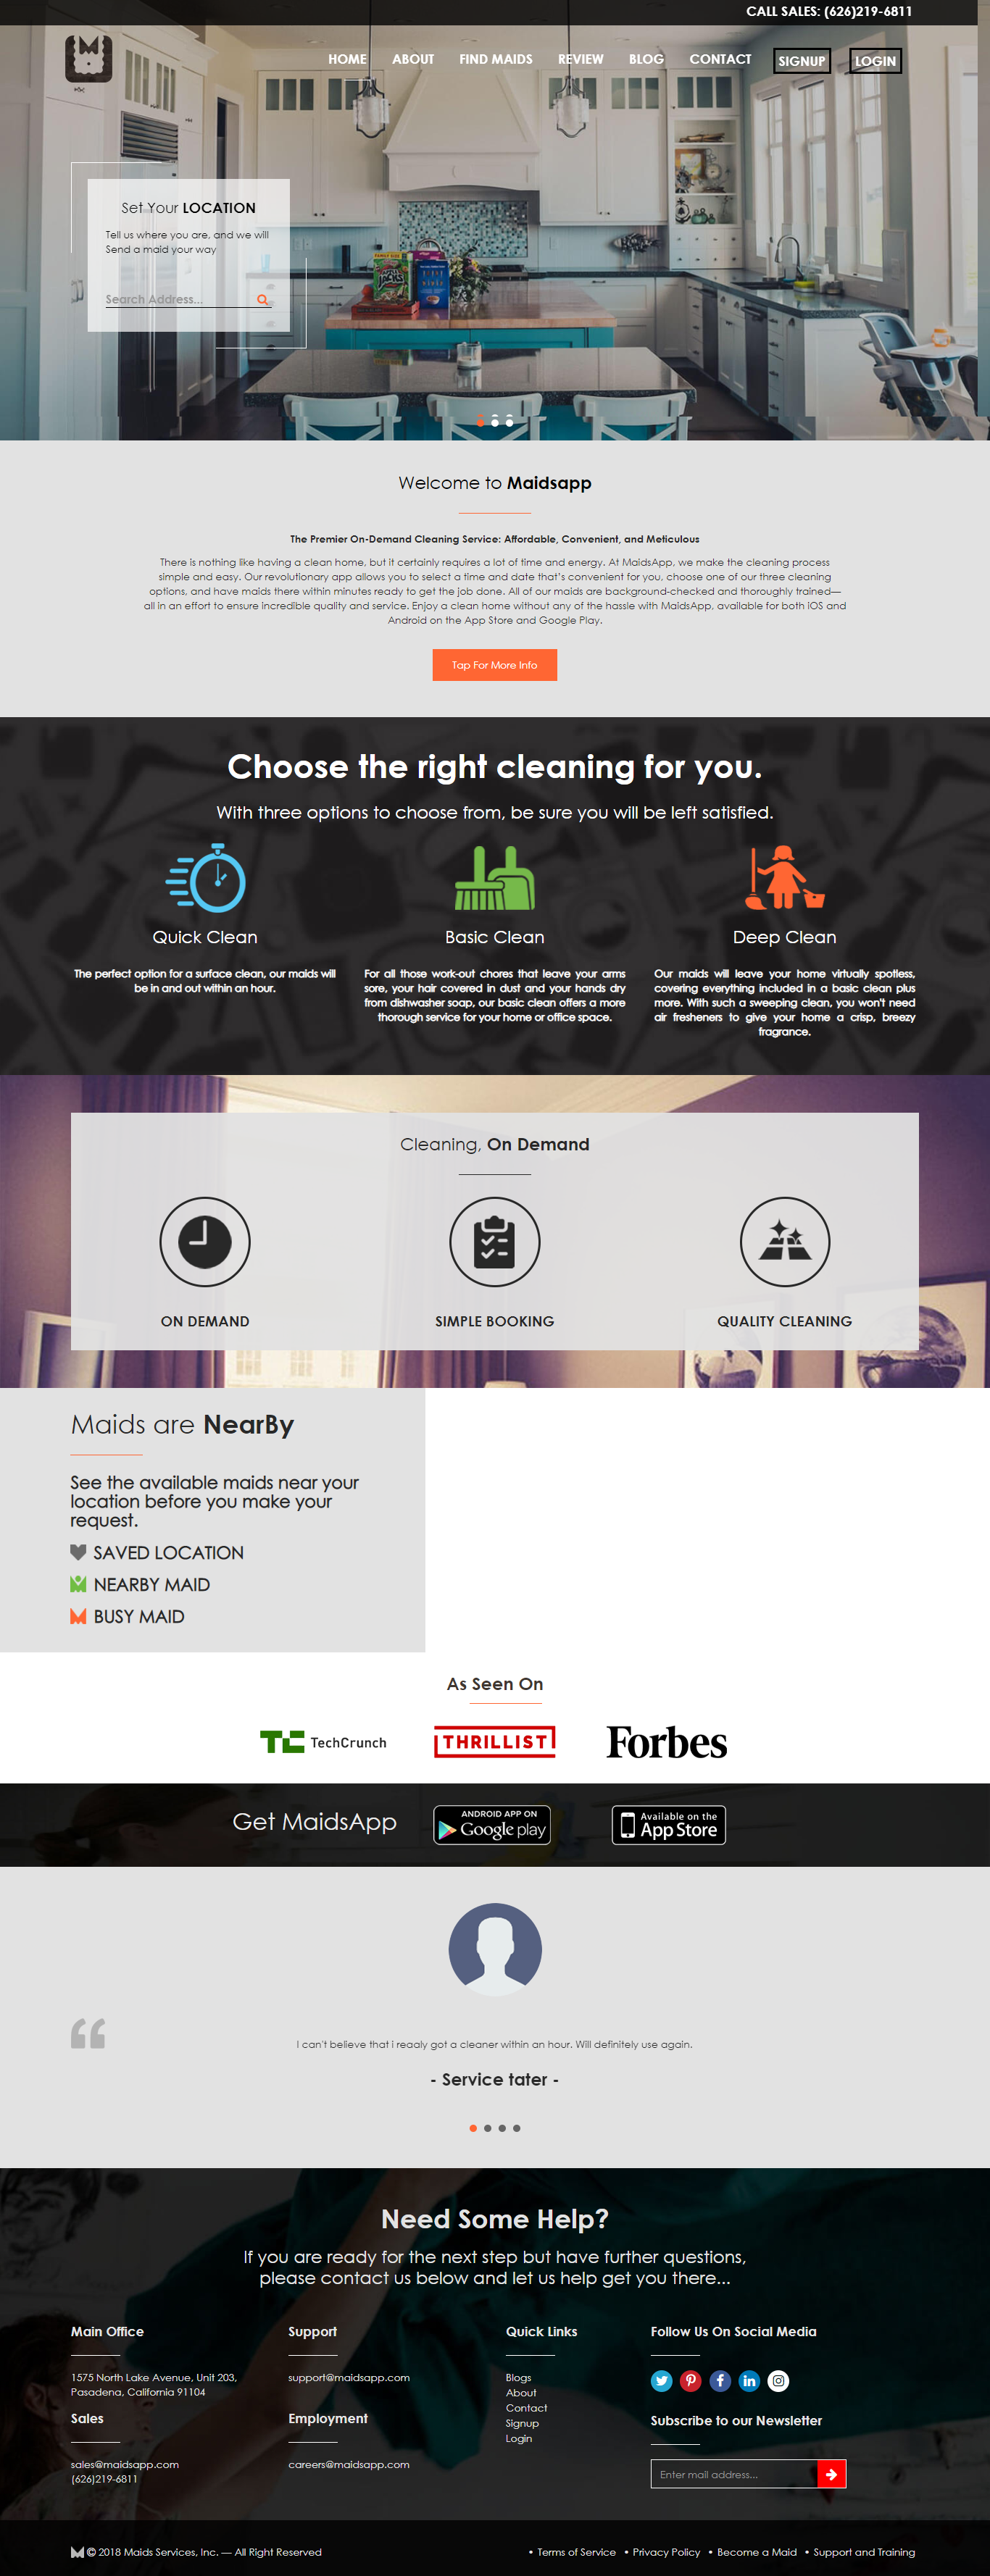 CALL SALES: (626)219-6811
HOME ABOUT FIND MAIDS REVIEW BLOG CONTACT SIGNUP LOGIN
Set Your LOCATION
Tell us where you are, and we will
Send a maid your way
Search Address...
FAMILY SIZE
JACKS
Welcome to Maidsapp
The Premier On-Demand Cleaning Service: Affordable, Convenient, and Meticulous
There is nothing like having a clean home, but it certainly requires a lot of time and energy. At MaidsApp, we make the cleaning process
simple and easy. Our revolutionary app allows you to select a time and date that's convenient for you, choose one of our three cleaning
options, and have maids there within minutes ready to get the job done. All of our maids are background-checked and thoroughly trained—
all in an effort to ensure incredible quality and service. Enjoy a clean home without any of the hassle with MaidsApp, available for both iOS and
Android on the App Store and Google Play.
Tap For More Info
Choose the right cleaning for you.
With three options to choose from, be sure you will be left satisfied.
Quick Clean
The perfect option for a surface clean, our maids will
be in and out within an hour.
Basic Clean
For all those work-out chores that leave your arms
sore, your hair covered in dust and your hands dry
from dishwasher soap, our basic clean offers a more
thorough service for your home or office space.
Deep Clean
Our maids will leave your home virtually spotless,
covering everything included in a basic clean plus
more. With such a sweeping clean, you won't need
air fresheners to give your home a crisp, breezy
fragrance.
Cleaning, On Demand
ON DEMAND
SIMPLE BOOKING
QUALITY CLEANING
Maids are NearBy
See the available maids near your
location before you make your
request.
SAVED LOCATION
NEARBY MAID
BUSY MAID
As Seen On
TC TechCrunch
THRILLIST
Forbes
Get MaidsApp
ANDROID APP ON
Google play
Available on the
App Store
I can't believe that i reaaly got a cleaner within an hour. Will definitely use again.
- Service tater -
Need Some Help?
If you are ready for the next step but have further questions,
please contact us below and let us help get you there...
Main Office
1575 North Lake Avenue, Unit 203,
Pasadena, California 91104
Sales
sales@maidsapp.com
(626)219-6811
Support
support@maidsapp.com
Employment
careers@maidsapp.com
Quick Links
Blogs
About
Contact
Signup
Login
Follow Us On Social Media
Subscribe to our Newsletter
Enter mail address...
© 2018 Maids Services, Inc. — All Right Reserved
• Terms of Service • Privacy Policy • Become a Maid • Support and Training